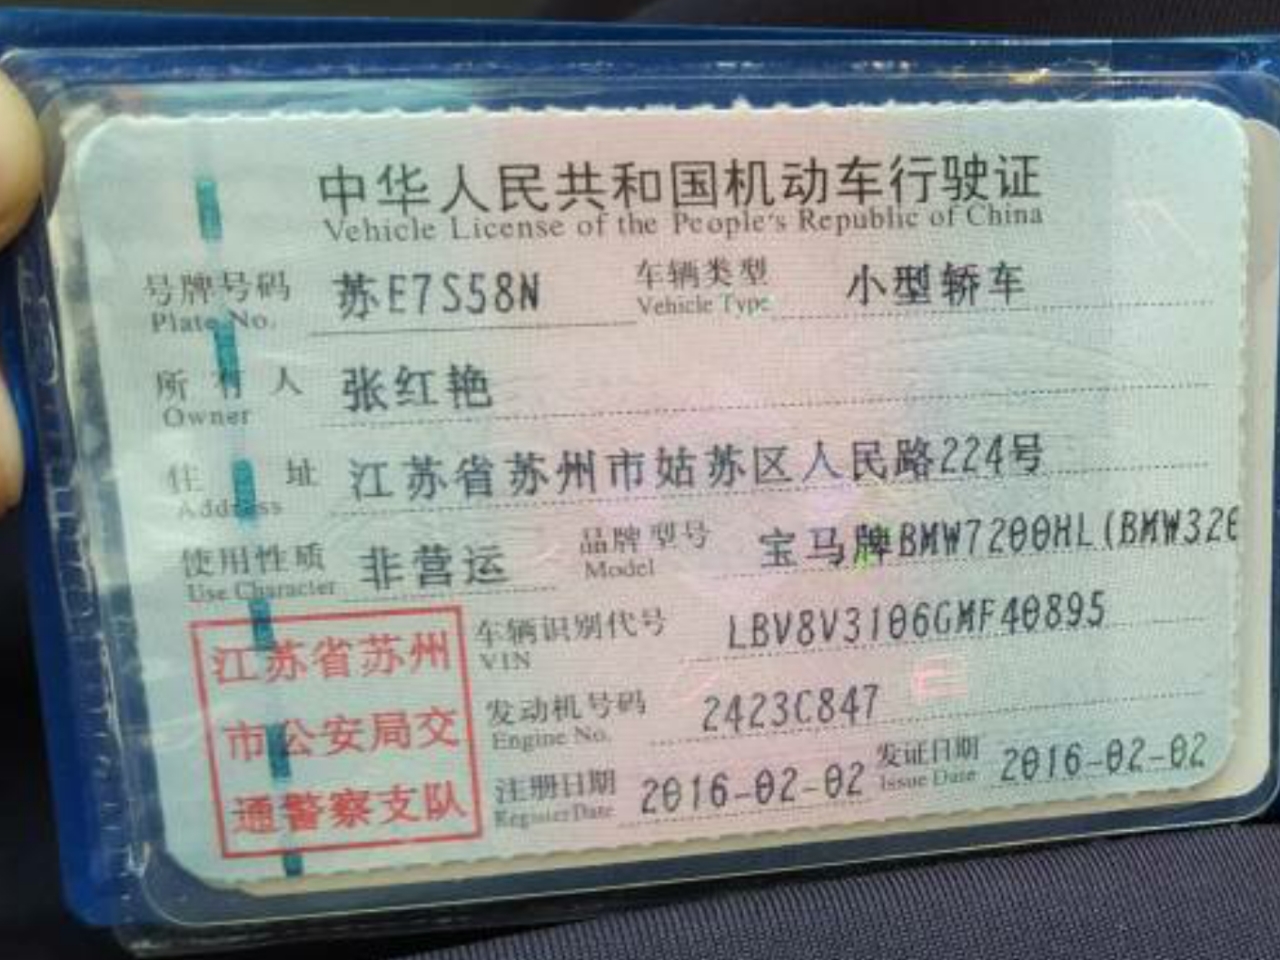 中华人民共和国机动车行驶证
Vehicle License of the People's Republic of China
号牌号码 苏E7S58N 车辆类型 小型轿车
Plate No. Vehicle Type
所有人 张红艳
Owner
住址 江苏省苏州市姑苏区人民路224号
Address
使用性质 非营运 品牌型号 宝马牌BMW7200HL(BMW320
Use Character Model
江苏省苏州
市公安局交
通警察支队
车辆识别代号 LBV8V3106GMF40895
VIN
发动机号码 2423C847
Engine No.
注册日期 2016-02-02 发证日期 2016-02-02
Register Date Issue Date